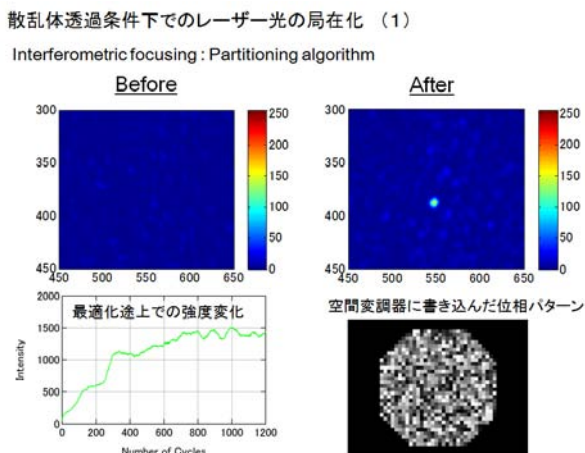 散乱体透過条件下でのレーザー光の局在化 （1）
Interferometric focusing : Partitioning algorithm
Before
300
350
400
450
450 500 550 600 650
250
200
150
100
50
0
After
300
350
400
450
450 500 550 600 650
250
200
150
100
50
0
最適化途上での強度変化
Intensity
2000
1500
1000
500
0
0 200 400 600 800 1000 1200
Number of Cycles
空間変調器に書き込んだ位相パターン